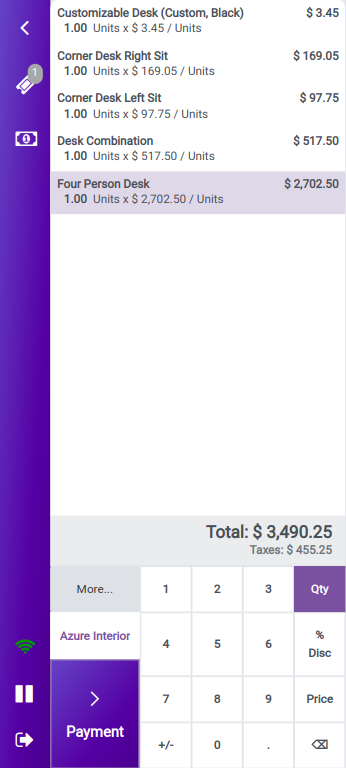 Customizable Desk (Custom, Black) $ 3.45
1.00 Units x $ 3.45 / Units
1
Corner Desk Right Sit $ 169.05
1.00 Units x $ 169.05 / Units
Corner Desk Left Sit $ 97.75
1.00 Units x $ 97.75 / Units
Desk Combination $ 517.50
1.00 Units x $ 517.50 / Units
Four Person Desk $ 2,702.50
1.00 Units x $ 2,702.50 / Units
Total: $ 3,490.25
Taxes: $ 455.25
More... 1 2 3 Qty
Azure Interior 4 5 6 % Disc
7 8 9 Price
Payment +/- 0 .